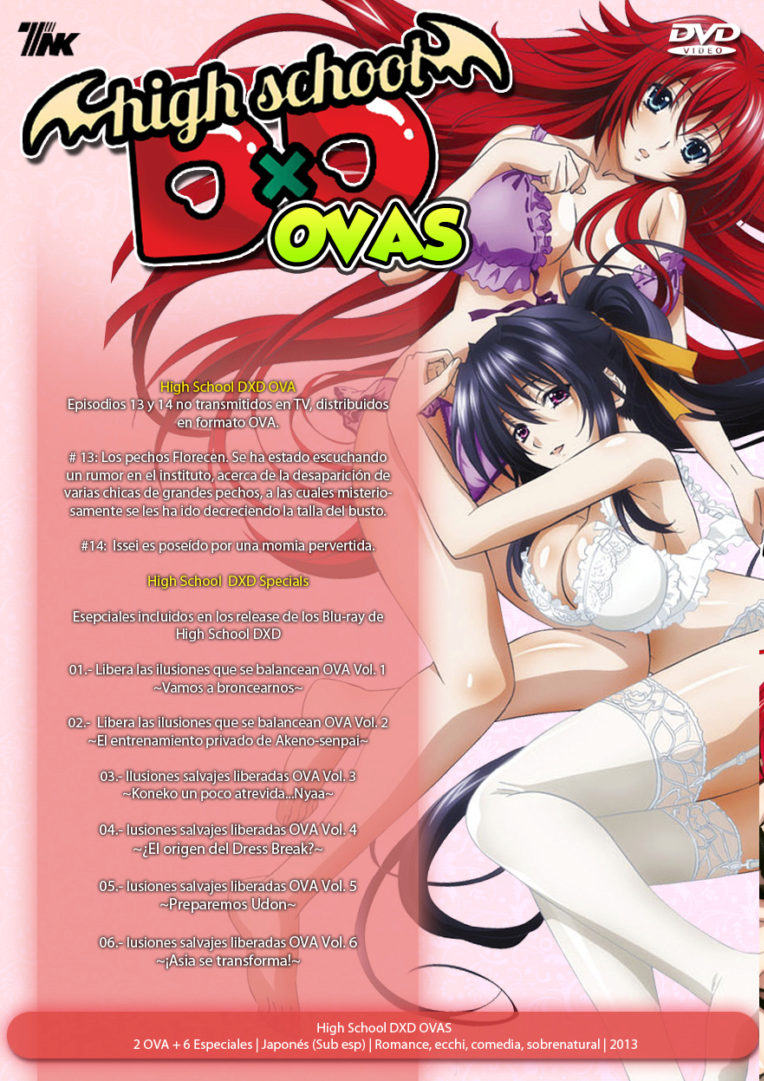 TNK
DVD
VIDEO
high school
DXD
OVAS
High School DXD OVA
Episodios 13 y 14 no transmitidos en TV, distribuidos
en formato OVA.
# 13: Los pechos Florecen. Se ha estado escuchando
un rumor en el instituto, acerca de la desaparición de
varias chicas de grandes pechos, a las cuales misterio-
samente se les ha ido decreciendo la talla del busto.
#14: Issei es poseído por una momia pervertida.
High School DXD Specials
Esepciales incluidos en los release de los Blu-ray de
High School DXD
01.- Libera las ilusiones que se balancean OVA Vol. 1
~Vamos a broncearnos~
02.- Libera las ilusiones que se balancean OVA Vol. 2
~El entrenamiento privado de Akeno-senpai~
03.- Ilusiones salvajes liberadas OVA Vol. 3
~Koneko un poco atrevida...Nyaa~
04.- lusiones salvajes liberadas OVA Vol. 4
~¿El origen del Dress Break?~
05.- lusiones salvajes liberadas OVA Vol. 5
~Preparemos Udon~
06.- lusiones salvajes liberadas OVA Vol. 6
~¡Asia se transforma!~
High School DXD OVAS
2 OVA + 6 Especiales | Japonés (Sub esp) | Romance, ecchi, comedia, sobrenatural | 2013